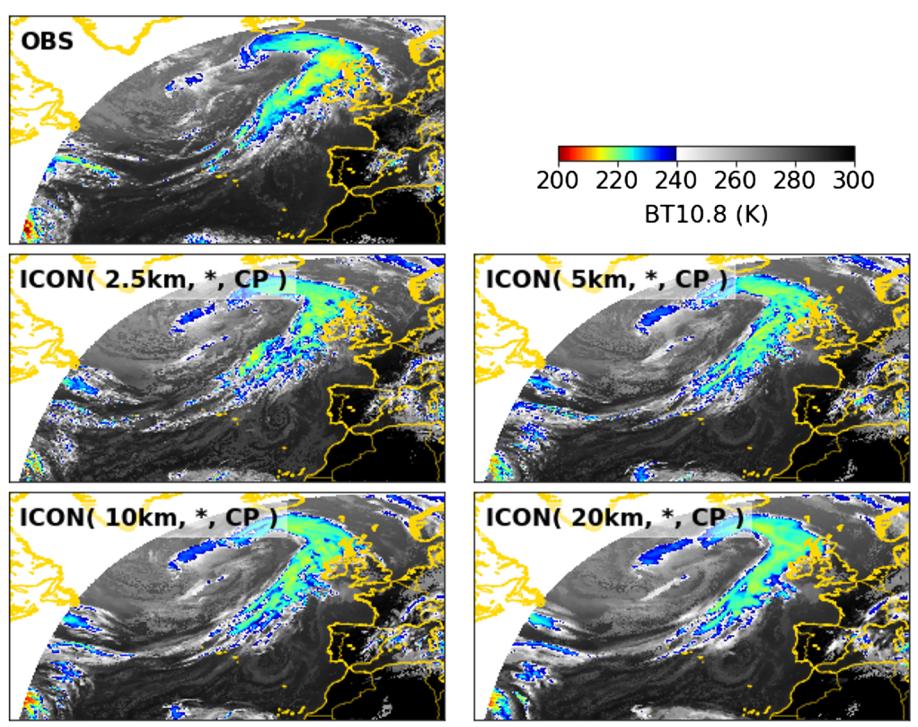 OBS
200 220 240 260 280 300
BT10.8 (K)
ICON( 2.5km, *, CP )
ICON( 5km, *, CP )
ICON( 10km, *, CP )
ICON( 20km, *, CP )